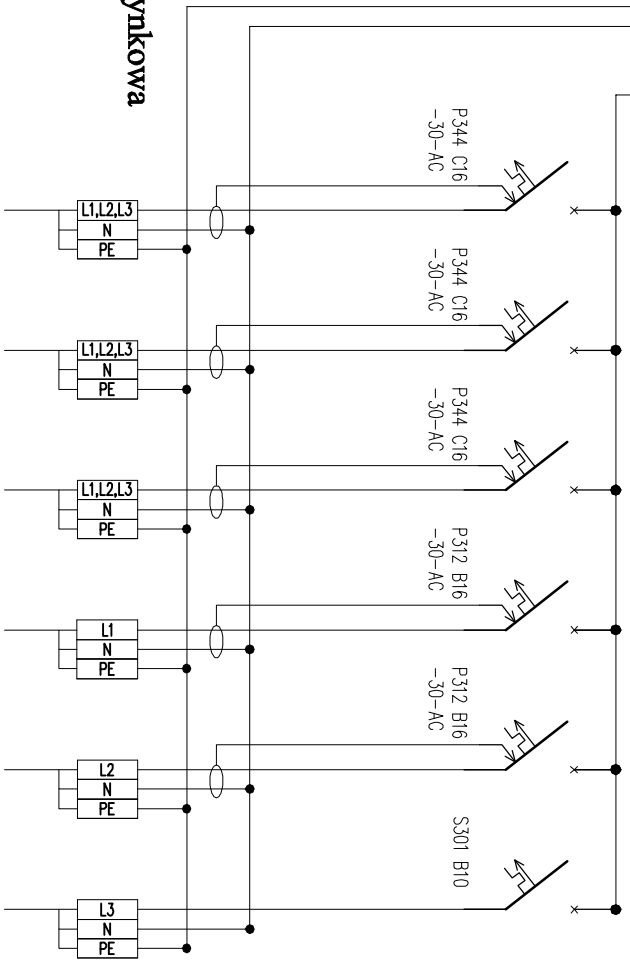 ynkowa
P344 C16
-30-AC
L1,L2,L3
N
PE
P344 C16
-30-AC
L1,L2,L3
N
PE
P344 C16
-30-AC
L1,L2,L3
N
PE
P312 B16
-30-AC
L1
N
PE
P312 B16
-30-AC
L2
N
PE
S301 B10
L3
N
PE